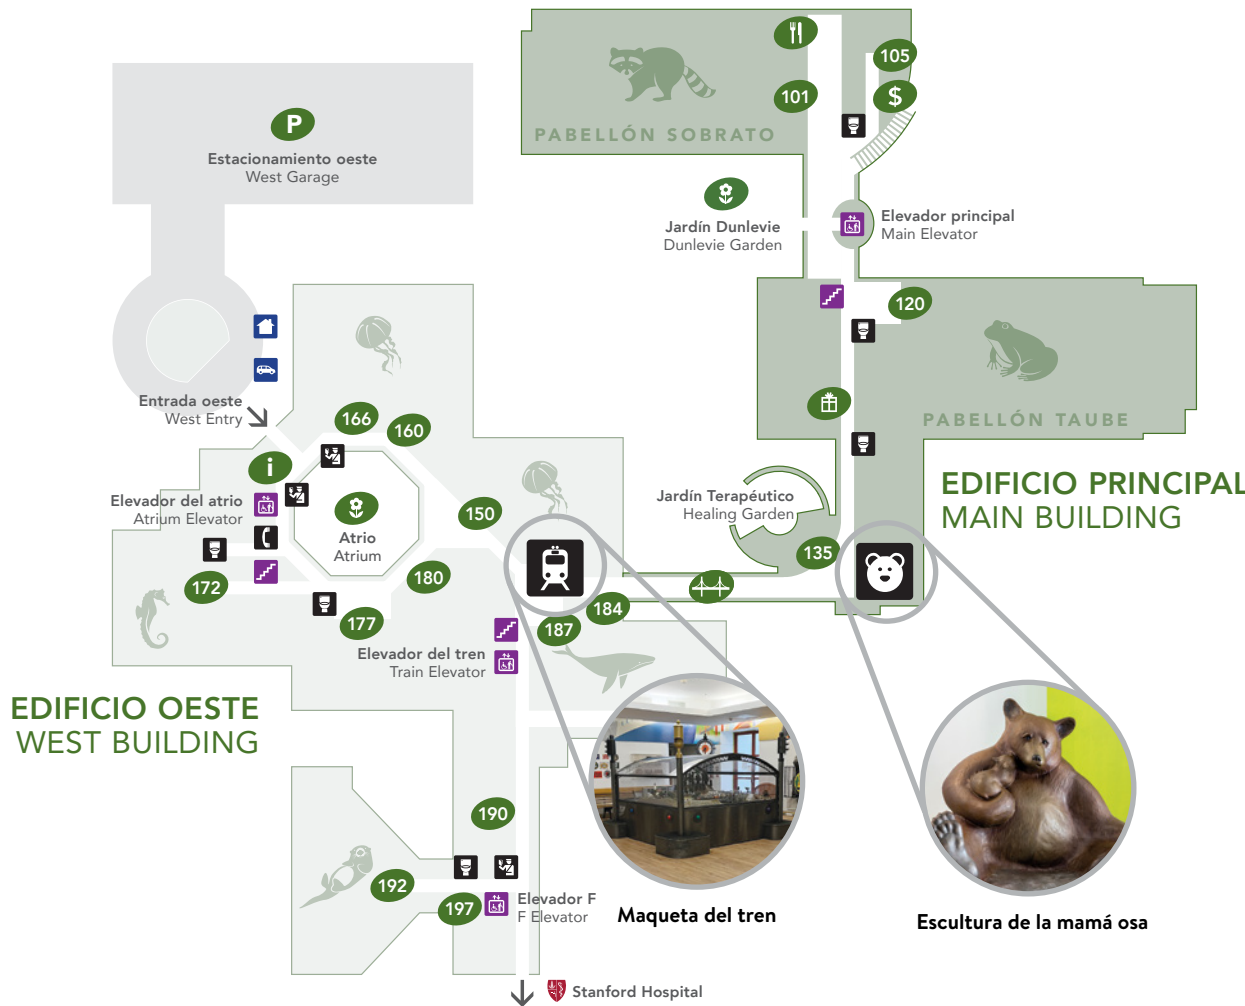 105
101
$
PABELLÓN SOBRATO
P
Estacionamiento oeste
West Garage
Jardín Dunlevie
Dunlevie Garden
Elevador principal
Main Elevator
120
Entrada oeste
West Entry
166
160
PABELLÓN TAUBE
i
Elevador del atrio
Atrium Elevator
Atrio
Atrium
150
Jardín Terapéutico
Healing Garden
EDIFICIO PRINCIPAL
MAIN BUILDING
135
172
180
177
184
187
Elevador del tren
Train Elevator
EDIFICIO OESTE
WEST BUILDING
190
192
197
Elevador F
F Elevator
Maqueta del tren
Escultura de la mamá osa
Stanford Hospital